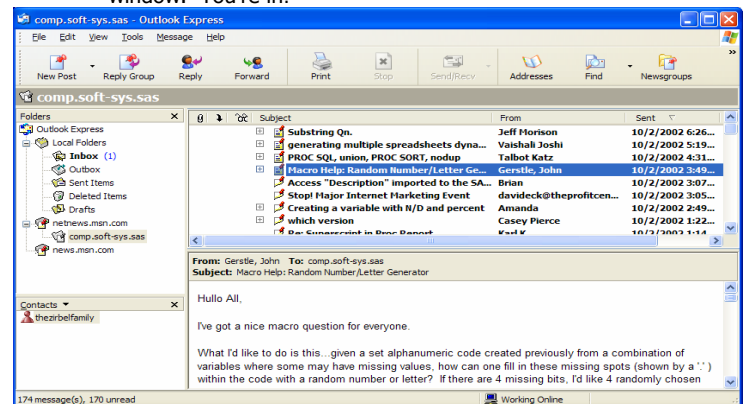 window. You're in!
comp.soft-sys.sas - Outlook Express
File Edit View Tools Message Help
New Post Reply Group Reply Forward Print Stop Send/Recv Addresses Find Newsgroups
comp.soft-sys.sas
Folders
Outlook Express
Local Folders
Inbox (1)
Outbox
Sent Items
Deleted Items
Drafts
netnews.msn.com
comp.soft-sys.sas
news.msn.com
Contacts
thezirbelfamily
Subject From Sent
Substring Qn. Jeff Morison 10/2/2002 6:26...
generating multiple spreadsheets dyna... Vaishali Joshi 10/2/2002 5:19...
PROC SQL, union, PROC SORT, nodup Talbot Katz 10/2/2002 4:31...
Macro Help: Random Number/Letter Ge... Gerstle, John 10/2/2002 3:49...
Access "Description" imported to the SA... Brian 10/2/2002 3:07...
Stop! Major Internet Marketing Event davideck@theprofitcen... 10/2/2002 3:05...
Creating a variable with N/D and percent Amanda 10/2/2002 2:49...
which version Casey Pierce 10/2/2002 1:22...
Re: Superscript in Proc Report Karl K 10/2/2002 1:14
From: Gerstle, John To: comp.soft-sys.sas
Subject: Macro Help: Random Number/Letter Generator
Hullo All,
I've got a nice macro question for everyone.
What I'd like to do is this...given a set alphanumeric code created previously from a combination of
variables where some may have missing values, how can one fill in these missing spots (shown by a '.' )
within the code with a random number or letter? If there are 4 missing bits, I'd like 4 randomly chosen
174 message(s), 170 unread Working Online